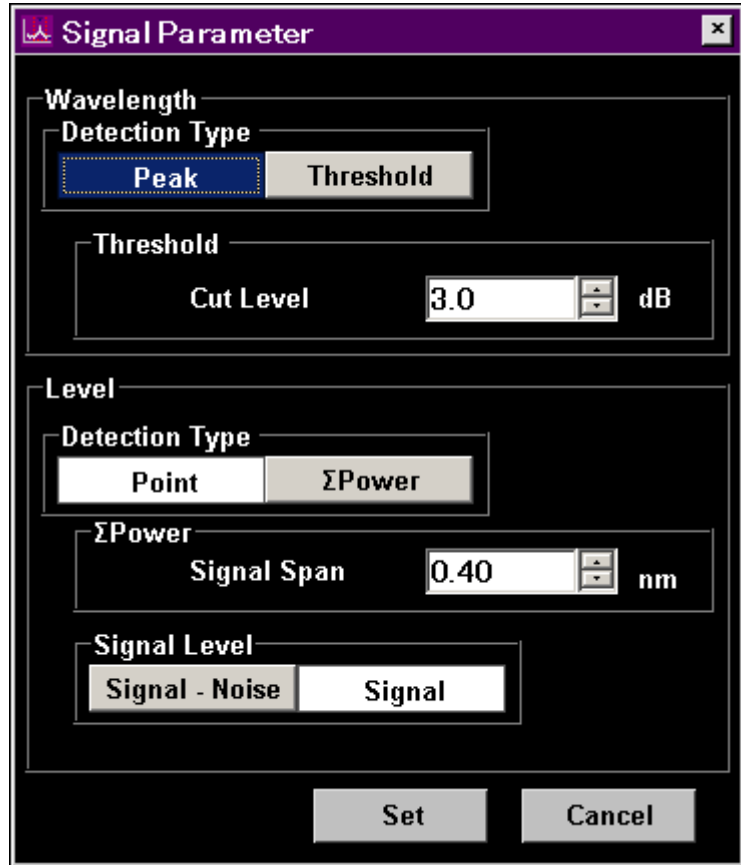 Signal Parameter
Wavelength
Detection Type
Peak Threshold
Threshold
Cut Level 3.0 dB
Level
Detection Type
Point ΣPower
ΣPower
Signal Span 0.40 nm
Signal Level
Signal - Noise Signal
Set Cancel